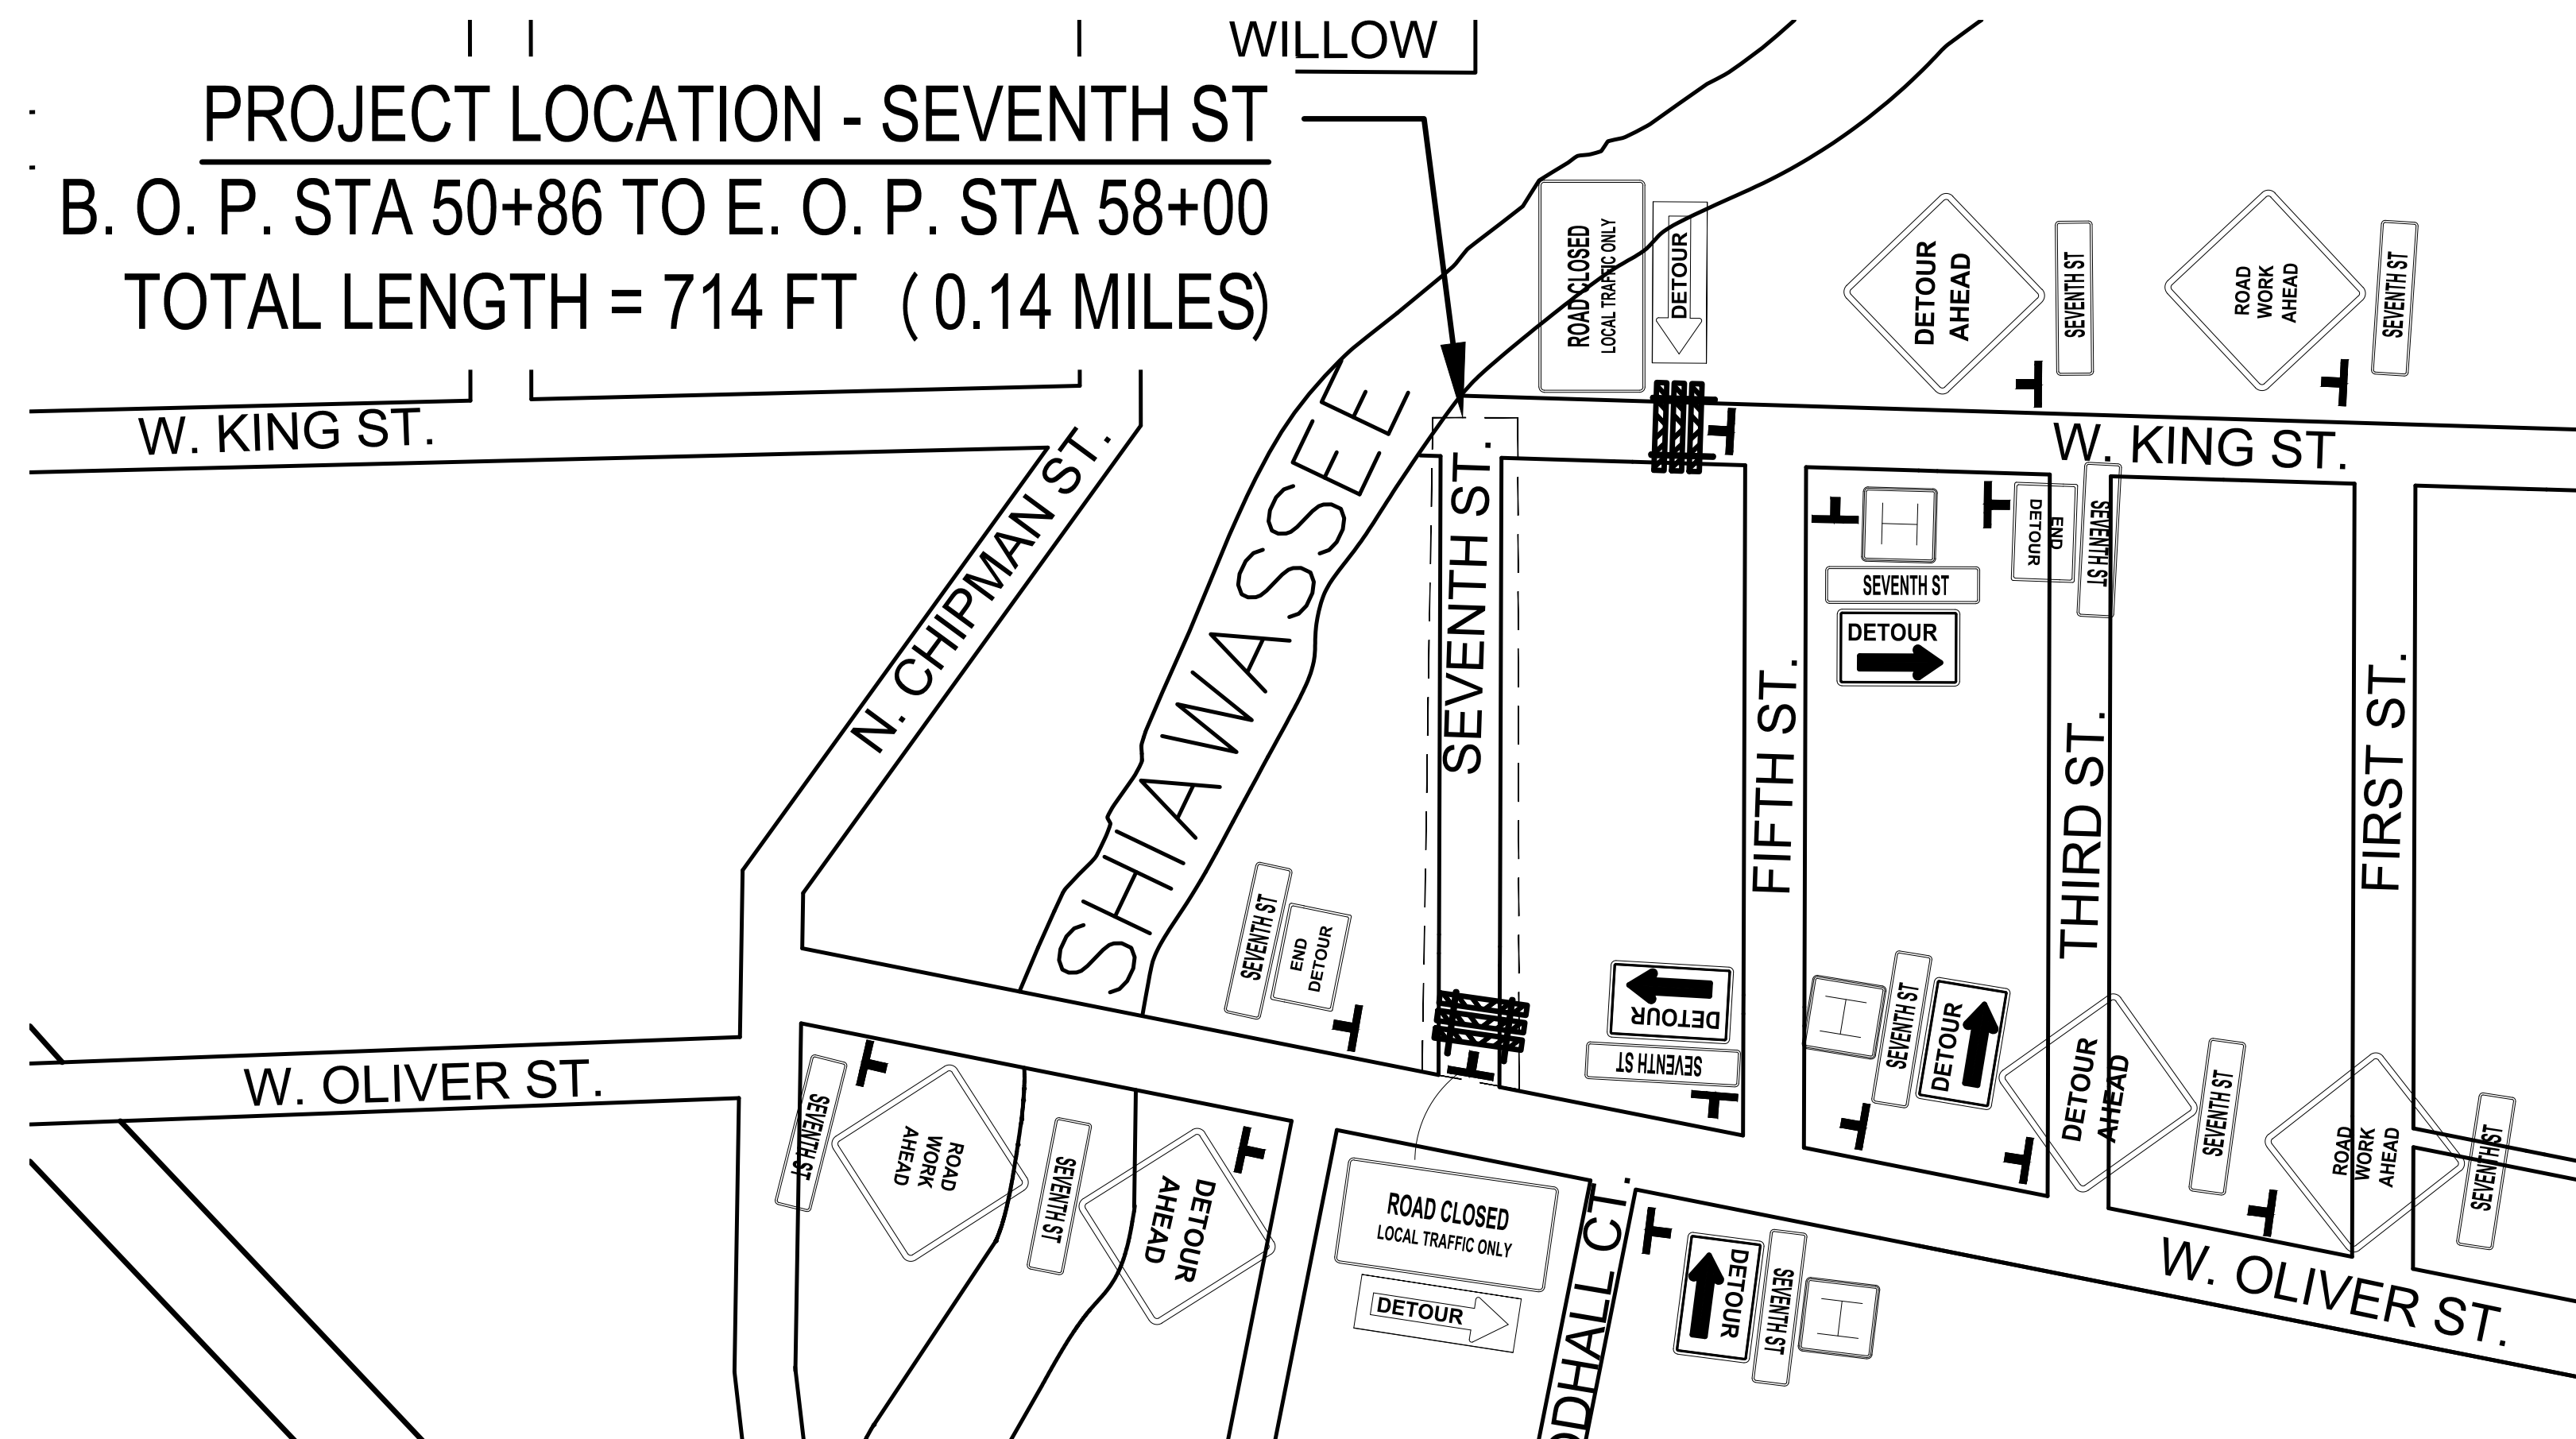 WILLOW
PROJECT LOCATION - SEVENTH ST
B. O. P. STA 50+86 TO E. O. P. STA 58+00
TOTAL LENGTH = 714 FT ( 0.14 MILES)
ROAD CLOSED
LOCAL TRAFFIC ONLY
DETOUR
DETOUR
AHEAD
SEVENTH ST
ROAD
WORK
AHEAD
SEVENTH ST
W. KING ST.
W. KING ST.
N. CHIPMAN ST.
SHIAWASSEE
SEVENTH ST.
H
SEVENTH ST
DETOUR
END
DETOUR
SEVENTH ST
FIFTH ST.
THIRD ST.
FIRST ST.
SEVENTH ST
END
DETOUR
DETOUR
SEVENTH ST
H
SEVENTH ST
DETOUR
DETOUR
AHEAD
SEVENTH ST
ROAD
WORK
AHEAD
SEVENTH ST
W. OLIVER ST.
SEVENTH ST
ROAD
WORK
AHEAD
SEVENTH ST
DETOUR
AHEAD
ROAD CLOSED
LOCAL TRAFFIC ONLY
DETOUR
DHALL CT.
DETOUR
SEVENTH ST
H
W. OLIVER ST.